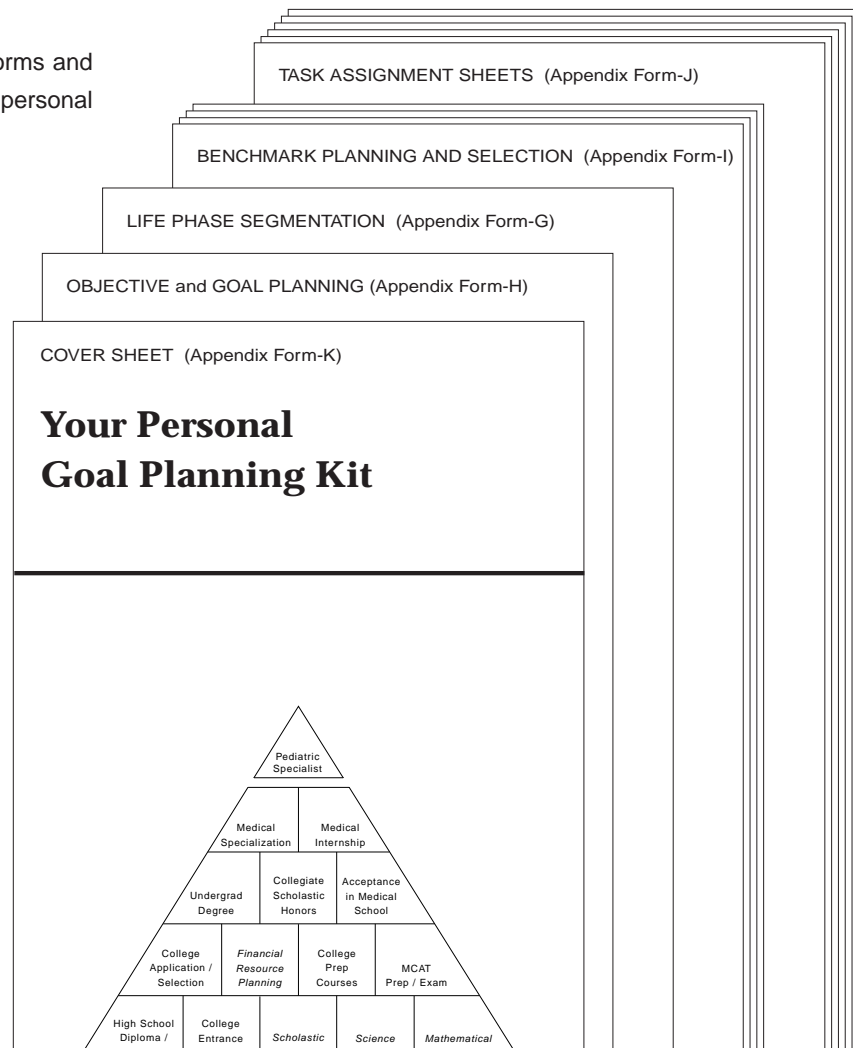 orms and
personal
TASK ASSIGNMENT SHEETS (Appendix Form-J)
BENCHMARK PLANNING AND SELECTION (Appendix Form-I)
LIFE PHASE SEGMENTATION (Appendix Form-G)
OBJECTIVE and GOAL PLANNING (Appendix Form-H)
COVER SHEET (Appendix Form-K)
Your Personal
Goal Planning Kit
Pediatric
Specialist
Medical
Specialization
Medical
Internship
Undergrad
Degree
Collegiate
Scholastic
Honors
Acceptance
in Medical
School
College
Application /
Selection
Financial
Resource
Planning
College
Prep
Courses
MCAT
Prep / Exam
High School
Diploma /
College
Entrance
Scholastic
Science
Mathematical